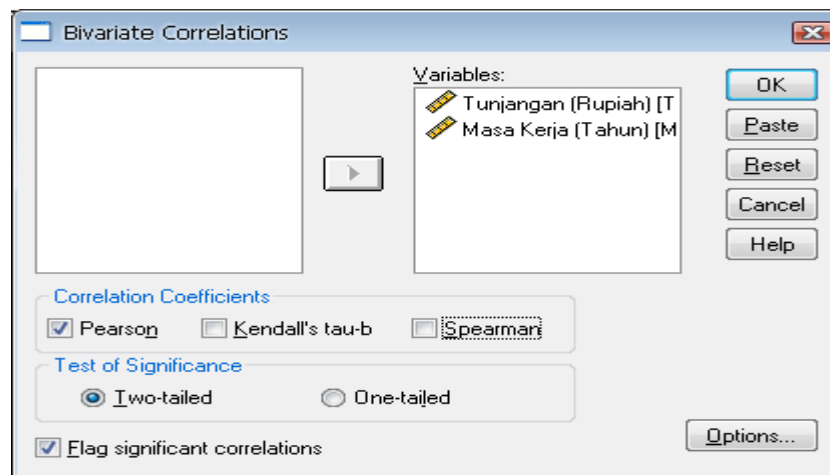 Bivariate Correlations
Variables:
Tunjangan (Rupiah) [T
Masa Kerja (Tahun) [M
OK
Paste
Reset
Cancel
Help
Correlation Coefficients
Pearson
Kendall's tau-b
Spearman
Test of Significance
Two-tailed
One-tailed
Flag significant correlations
Options...